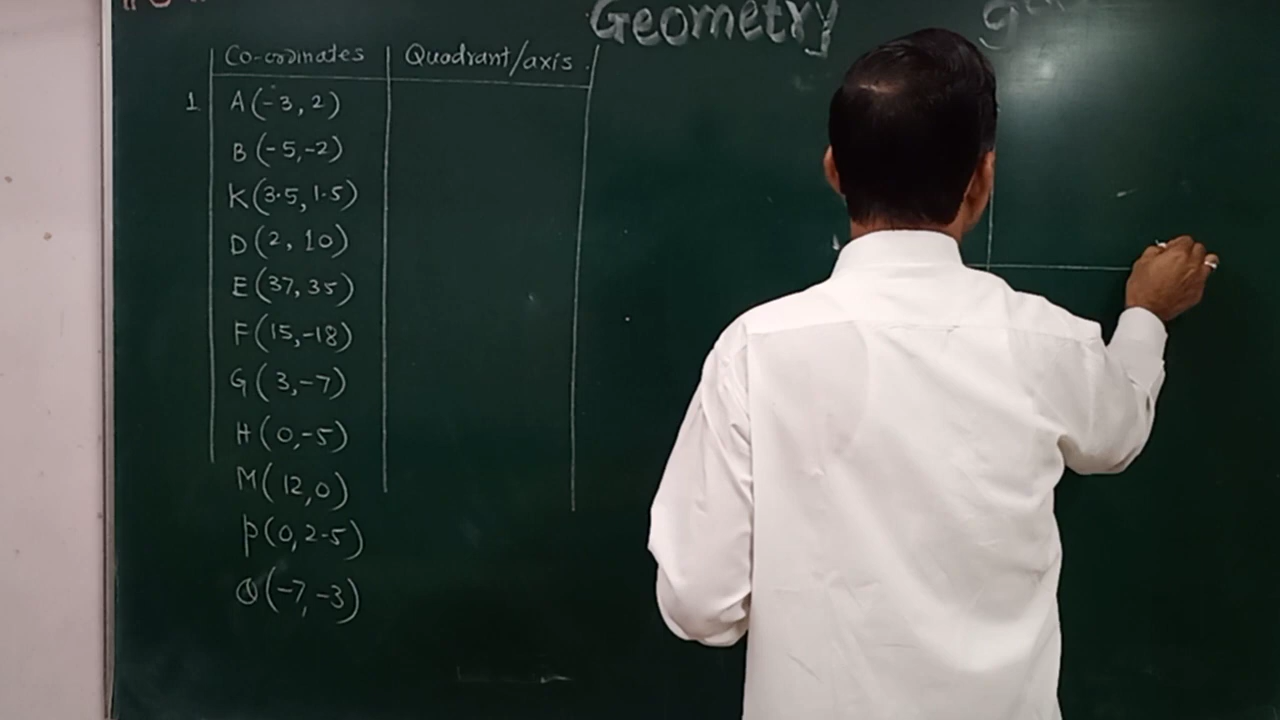 Geometry
Co-ordinates Quadrant/axis.
1 A(-3, 2)
B(-5, -2)
K(3.5, 1.5)
D(2, 10)
E(37, 35)
F(15, -18)
G(3, -7)
H(0, -5)
M(12, 0)
P(0, 2.5)
Q(-7, -3)